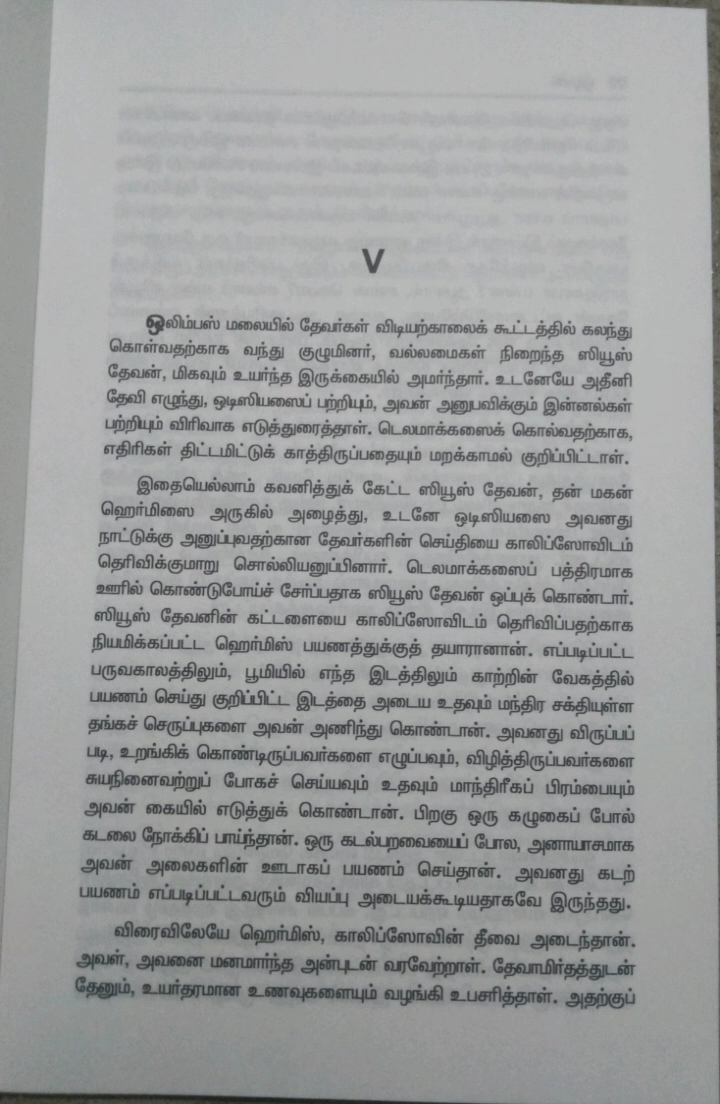 V
ஒலிம்பஸ் மலையில் தேவர்கள் விடியற்காலைக் கூட்டத்தில் கலந்து
கொள்வதற்காக வந்து குழுமினர், வல்லமைகள் நிறைந்த ஸியூஸ்
தேவன், மிகவும் உயர்ந்த இருக்கையில் அமர்ந்தார். உடனேயே அதீனி
தேவி எழுந்து, ஒடிஸியஸைப் பற்றியும், அவன் அனுபவிக்கும் இன்னல்கள்
பற்றியும் விரிவாக எடுத்துரைத்தாள். டெலமாக்கஸைக் கொல்வதற்காக,
எதிரிகள் திட்டமிட்டுக் காத்திருப்பதையும் மறக்காமல் குறிப்பிட்டாள்.
இதையெல்லாம் கவனித்துக் கேட்ட ஸியூஸ் தேவன், தன் மகன்
ஹெர்மிஸை அருகில் அழைத்து, உடனே ஒடிஸியஸை அவனது
நாட்டுக்கு அனுப்புவதற்கான தேவர்களின் செய்தியை காலிப்ஸோவிடம்
தெரிவிக்குமாறு சொல்லியனுப்பினார். டெலமாக்கஸைப் பத்திரமாக
ஊரில் கொண்டுபோய்ச் சேர்ப்பதாக ஸியூஸ் தேவன் ஒப்புக் கொண்டார்.
ஸியூஸ் தேவனின் கட்டளையை காலிப்ஸோவிடம் தெரிவிப்பதற்காக
நியமிக்கப்பட்ட ஹெர்மிஸ் பயணத்துக்குத் தயாரானான். எப்படிப்பட்ட
பருவகாலத்திலும், பூமியில் எந்த இடத்திலும் காற்றின் வேகத்தில்
பயணம் செய்து குறிப்பிட்ட இடத்தை அடைய உதவும் மந்திர சக்தியுள்ள
தங்கச் செருப்புகளை அவன் அணிந்து கொண்டான். அவனது விருப்பப்
படி, உறங்கிக் கொண்டிருப்பவர்களை எழுப்பவும், விழித்திருப்பவர்களை
சுயநினைவற்றுப் போகச் செய்யவும் உதவும் மாந்திரீகப் பிரம்பையும்
அவன் கையில் எடுத்துக் கொண்டான். பிறகு ஒரு கழுகைப் போல்
கடலை நோக்கிப் பாய்ந்தான். ஒரு கடல்பறவையைப் போல, அனாயாசமாக
அவன் அலைகளின் ஊடாகப் பயணம் செய்தான். அவனது கடற்
பயணம் எப்படிப்பட்டவரும் வியப்பு அடையக்கூடியதாகவே இருந்தது.
விரைவிலேயே ஹெர்மிஸ், காலிப்ஸோவின் தீவை அடைந்தான்.
அவள், அவனை மனமார்ந்த அன்புடன் வரவேற்றாள். தேவாமிர்தத்துடன்
தேனும், உயர்தரமான உணவுகளையும் வழங்கி உபசரித்தாள். அதற்குப்